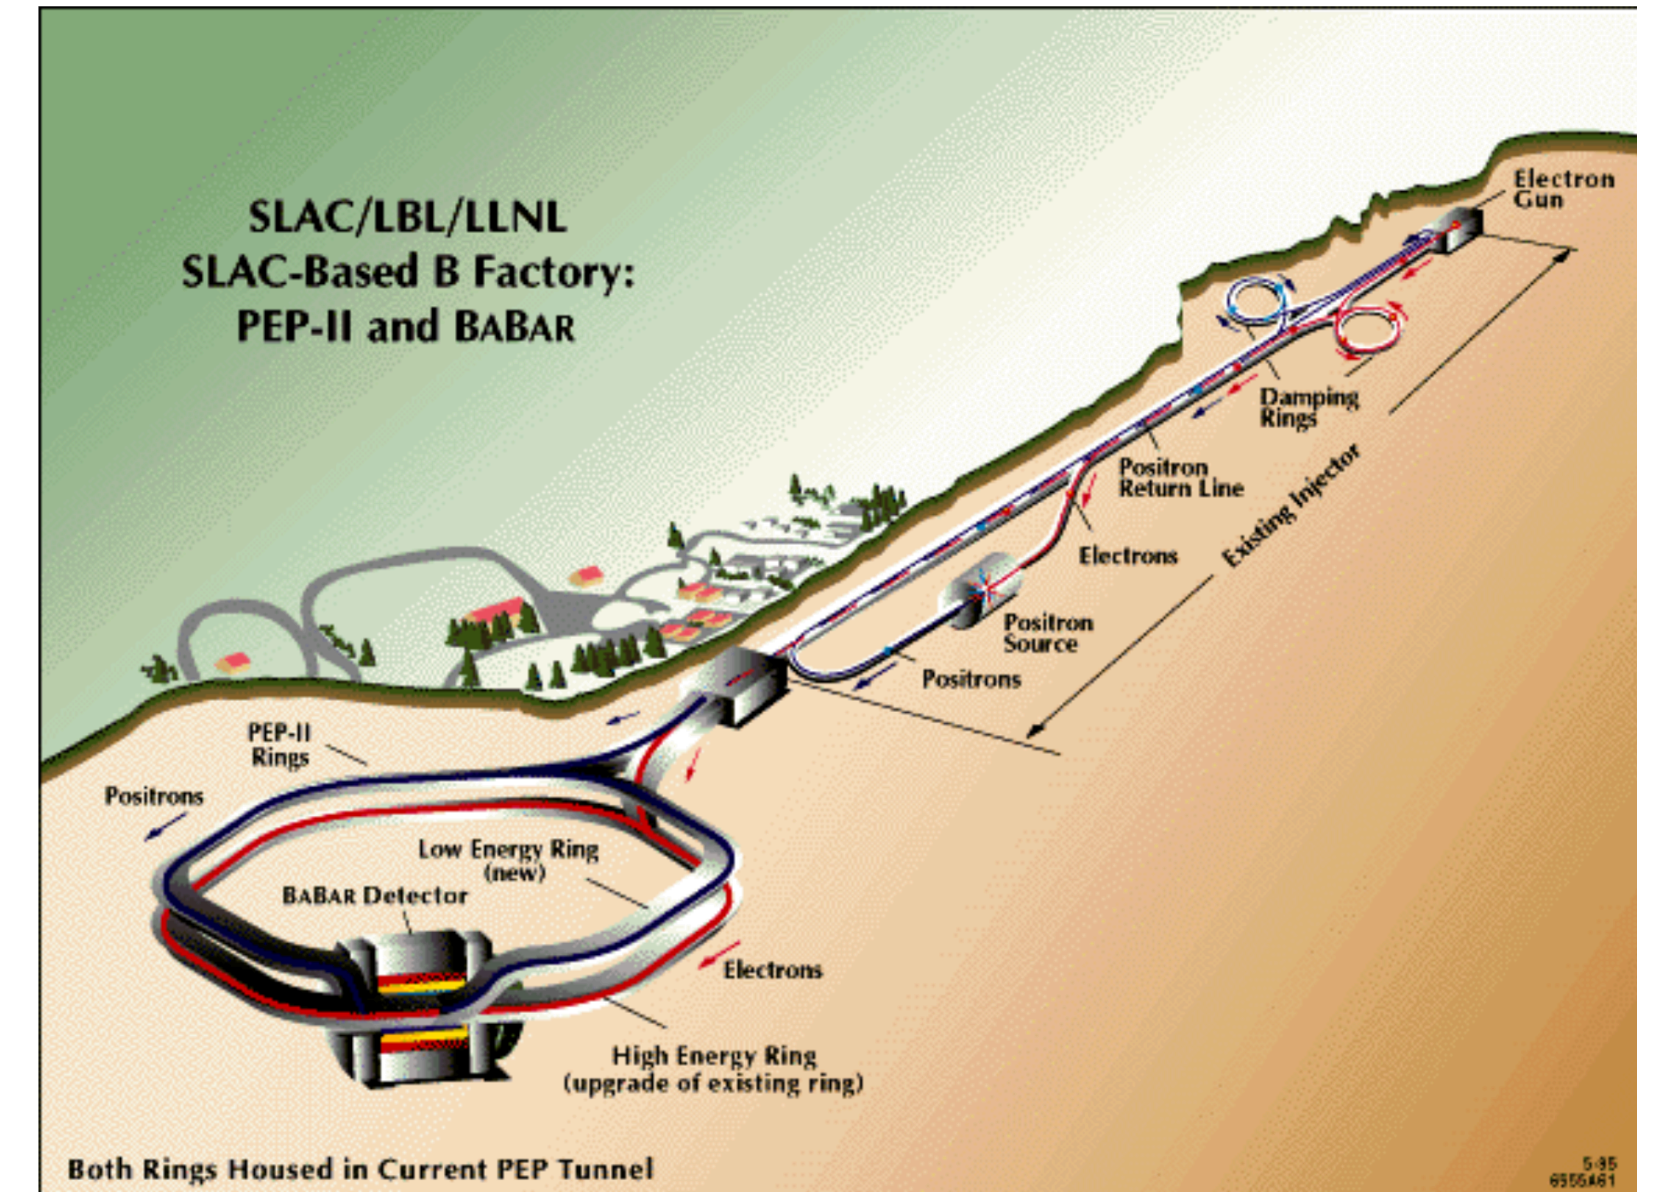 SLAC/LBL/LLNL
SLAC-Based B Factory:
PEP-II and BABAR
Electron
Gun
Damping
Rings
Positron
Return Line
Existing Injector
Electrons
Positron
Source
Positrons
PEP-II
Rings
Positrons
Low Energy Ring
(new)
BABAR Detector
Electrons
High Energy Ring
(upgrade of existing ring)
Both Rings Housed in Current PEP Tunnel
5-95
6955A61